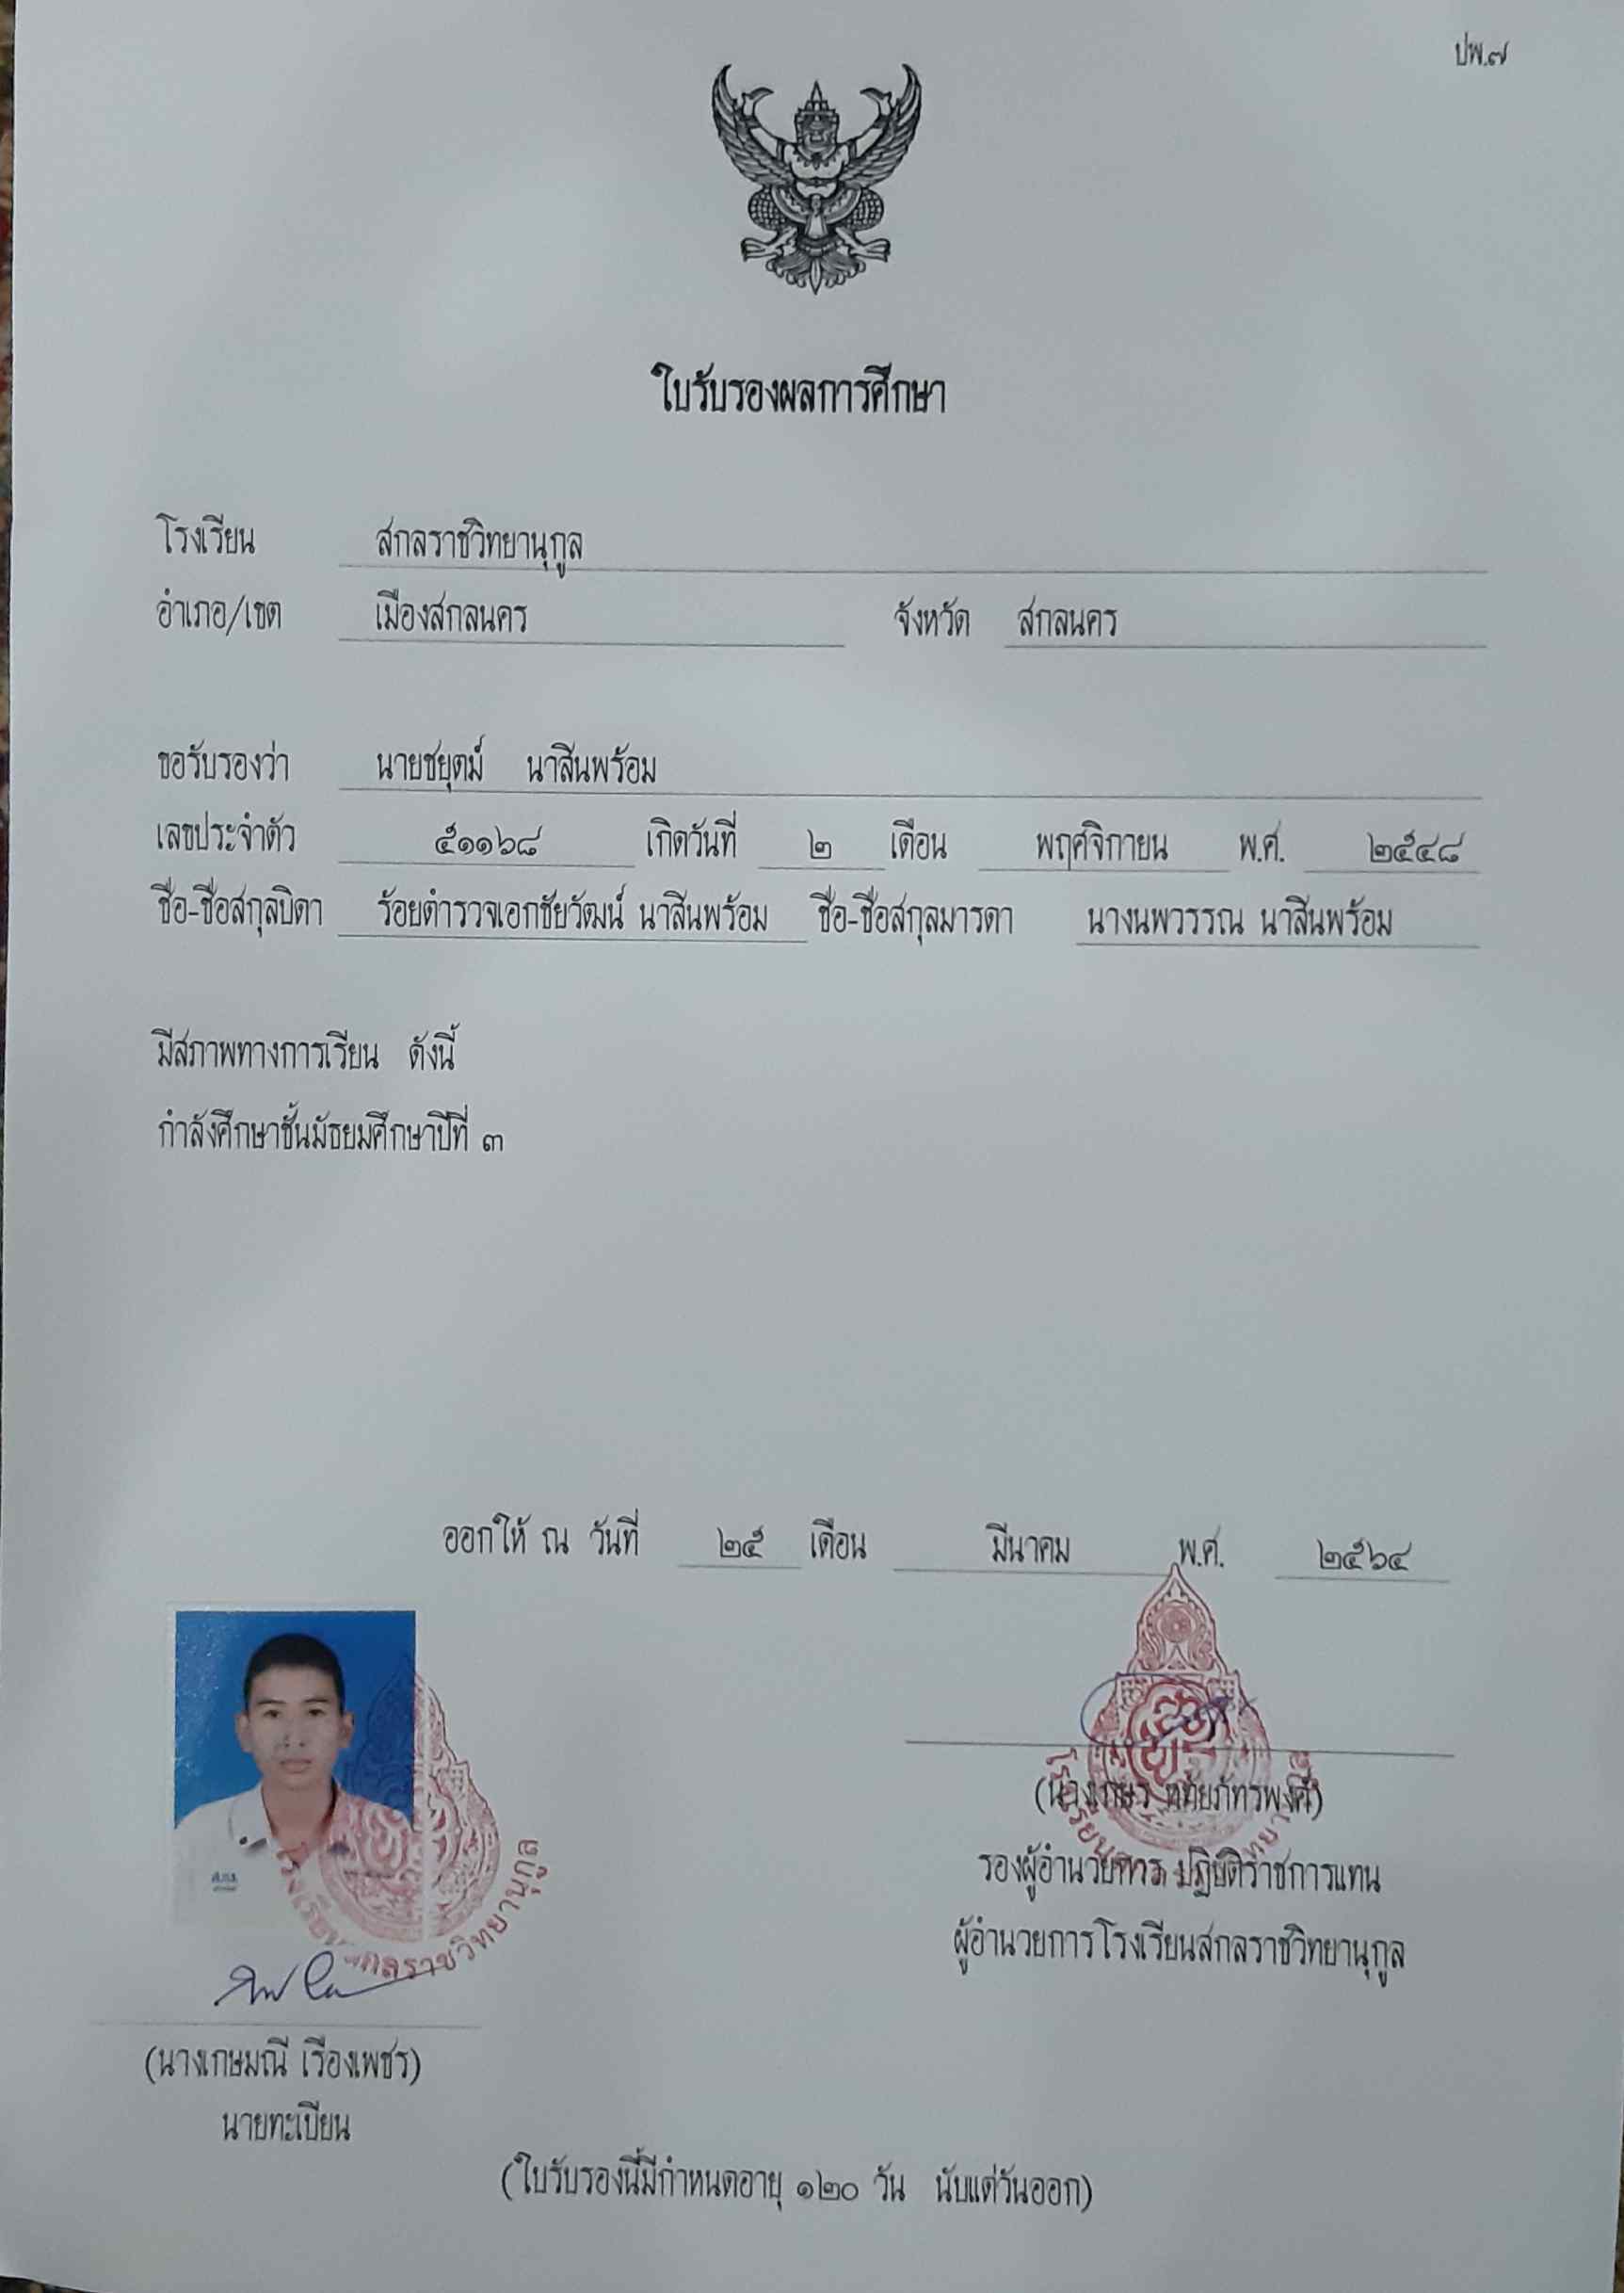 ปพ.๗
ใบรับรองผลการศึกษา
โรงเรียน สกลราชวิทยานุกูล
อำเภอ/เขต เมืองสกลนคร จังหวัด สกลนคร
ขอรับรองว่า นายชยุตม์ นาสีนพร้อม
เลขประจำตัว ๕๑๑๖๘ เกิดวันที่ ๒ เดือน พฤศจิกายน พ.ศ. ๒๕๔๘
ชื่อ-ชื่อสกุลบิดา ร้อยตำรวจเอกชัยวัฒน์ นาสีนพร้อม ชื่อ-ชื่อสกุลมารดา นางนพวรรณ นาสีนพร้อม
มีสภาพทางการเรียน ดังนี้
กำลังศึกษาชั้นมัธยมศึกษาปีที่ ๓
ออกให้ ณ วันที่ ๒๕ เดือน มีนาคม พ.ศ. ๒๕๖๔
(นางเกษร
รองผู้อำนวยการ ปฏิบัติราชการแทน
ผู้อำนวยการโรงเรียนสกลราชวิทยานุกูล
ส.ก.ร.
โรงเรียนสกลราชวิทยานุกูล
(นางเกษมณี เรืองเพชร)
นายทะเบียน
(ใบรับรองนี้มีกำหนดอายุ ๑๒๐ วัน นับแต่วันออก)